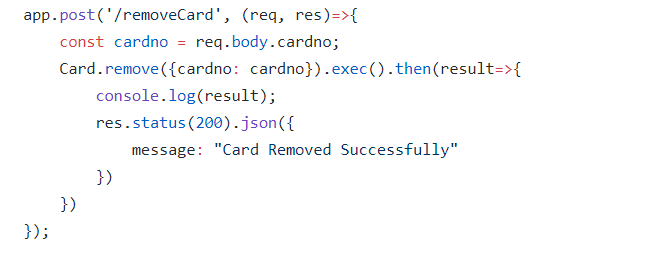 app.post('/removeCard', (req, res)=>{
    const cardno = req.body.cardno;
    Card.remove({cardno: cardno}).exec().then(result=>{
        console.log(result);
        res.status(200).json({
            message: "Card Removed Successfully"
        })
    })
});